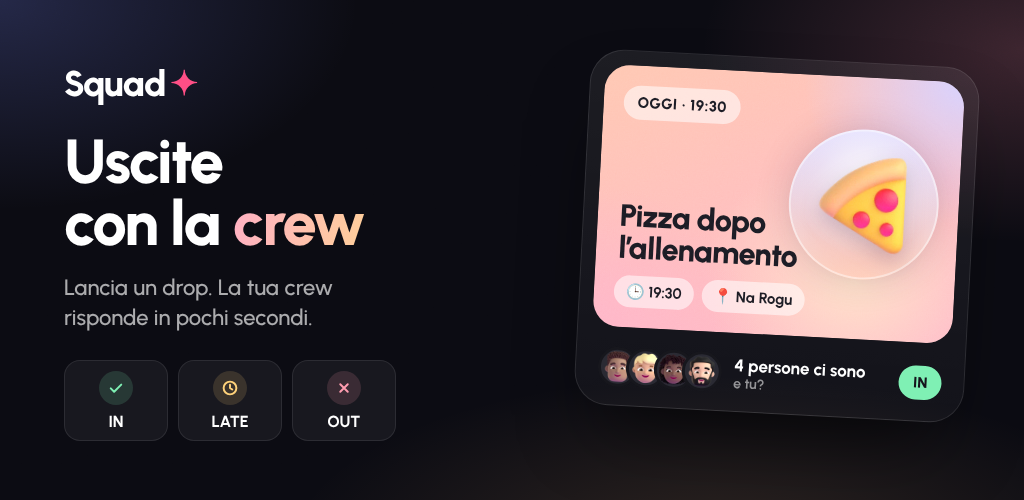 Squad
Uscite
con la crew
Lancia un drop. La tua crew
risponde in pochi secondi.
IN
LATE
OUT
OGGI · 19:30
Pizza dopo
l’allenamento
19:30
Na Rogu
4 persone ci sono
e tu?
IN